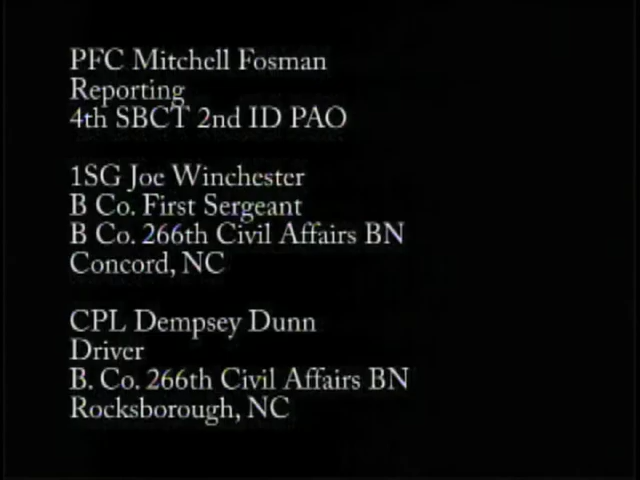 PFC Mitchell Fosman
Reporting
4th SBCT 2nd ID PAO
1SG Joe Winchester
B Co. First Sergeant
B Co. 266th Civil Affairs BN
Concord, NC
CPL Dempsey Dunn
Driver
B. Co. 266th Civil Affairs BN
Rocksborough, NC